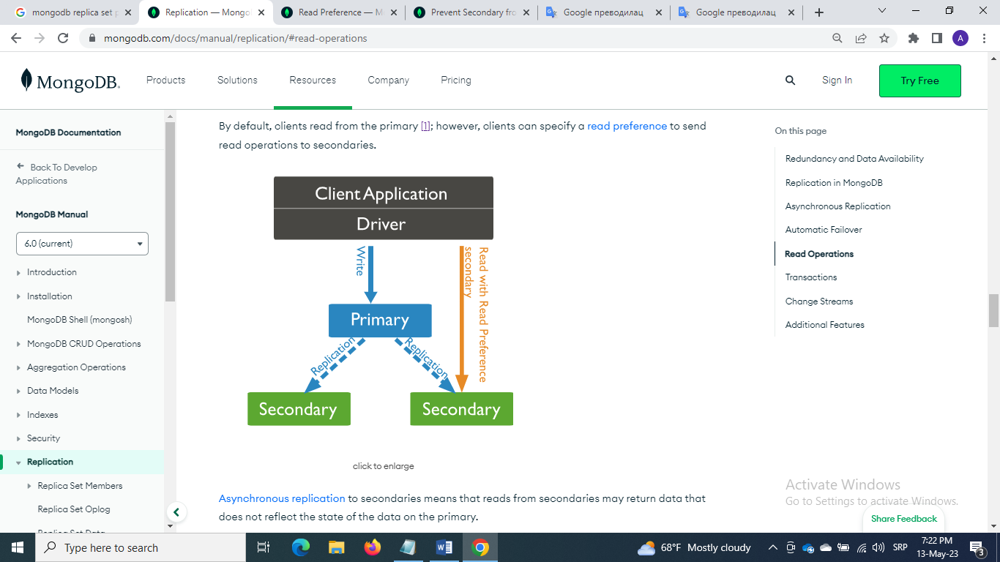 mongodb replica set p
Replication — Mongo
Read Preference — M
Prevent Secondary fro
Google преводилац
Google преводилац
mongodb.com/docs/manual/replication/#read-operations
A
MongoDB.
Products
Solutions
Resources
Company
Pricing
Sign In
Try Free
MongoDB Documentation
Back To Develop
Applications
MongoDB Manual
6.0 (current)
Introduction
Installation
MongoDB Shell (mongosh)
MongoDB CRUD Operations
Aggregation Operations
Data Models
Indexes
Security
Replication
Replica Set Members
Replica Set Oplog
Replica Set Data
By default, clients read from the primary [1]; however, clients can specify a read preference to send
read operations to secondaries.
Client Application
Driver
Write
Read with Read Preference
secondary
Primary
Replication
Replication
Secondary
Secondary
click to enlarge
Asynchronous replication to secondaries means that reads from secondaries may return data that
does not reflect the state of the data on the primary.
On this page
Redundancy and Data Availability
Replication in MongoDB
Asynchronous Replication
Automatic Failover
Read Operations
Transactions
Change Streams
Additional Features
Activate Windows
Go to Settings to activate Windows.
Share Feedback
Type here to search
68°F Mostly cloudy
SRP
7:22 PM
13-May-23
3